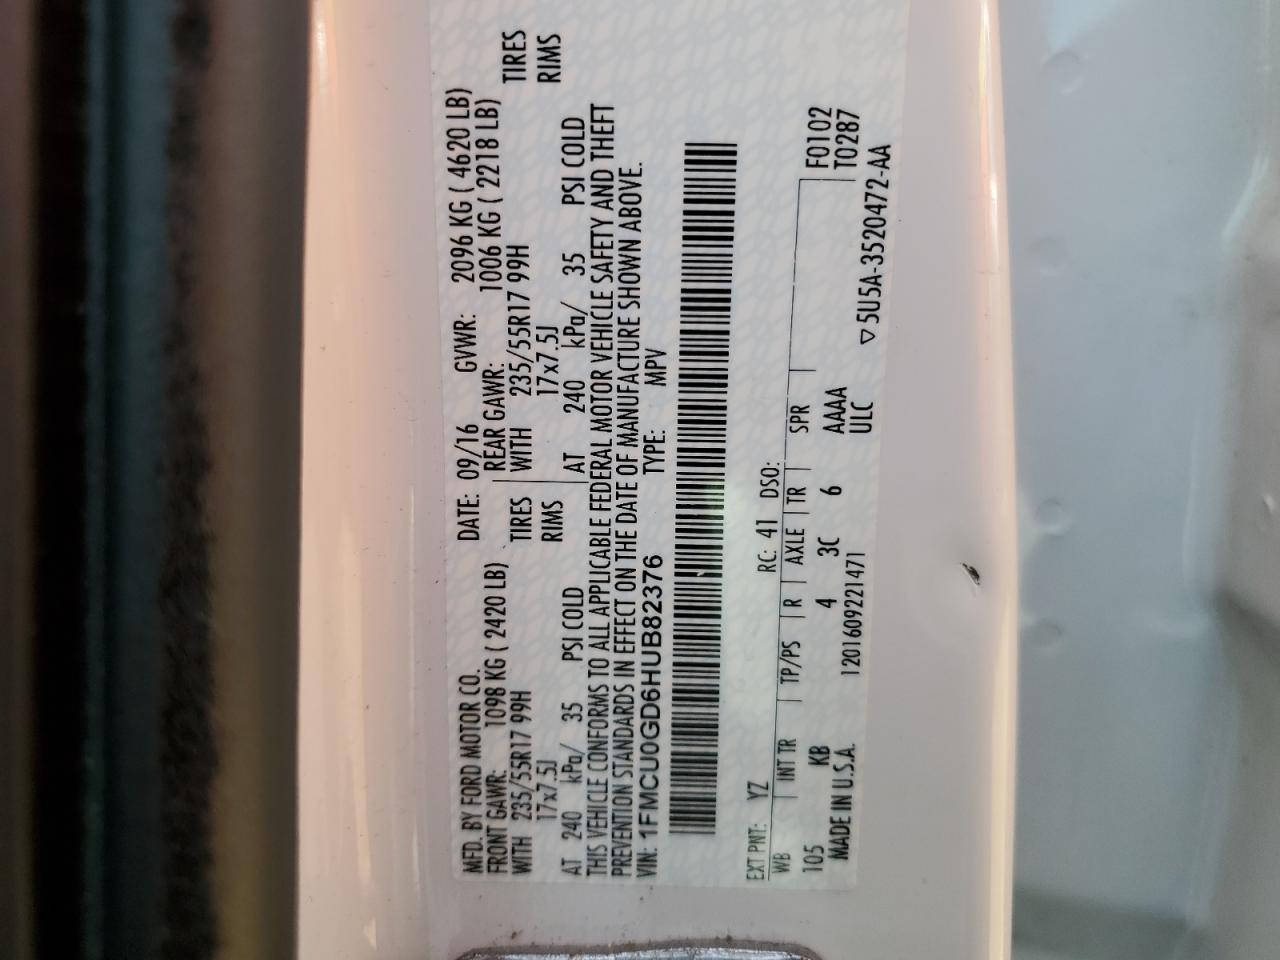 MFD. BY FORD MOTOR CO.
DATE: 09/16 GVWR: 2096 KG ( 4620 LB)
FRONT GAWR: 1098 KG ( 2420 LB) REAR GAWR: 1006 KG ( 2218 LB)
WITH 235/55R17 99H TIRES WITH 235/55R17 99H TIRES
17x7.5J RIMS 17x7.5J RIMS
AT 240 kPa/ 35 PSI COLD AT 240 kPa/ 35 PSI COLD
THIS VEHICLE CONFORMS TO ALL APPLICABLE FEDERAL MOTOR VEHICLE SAFETY AND THEFT
PREVENTION STANDARDS IN EFFECT ON THE DATE OF MANUFACTURE SHOWN ABOVE.
VIN: 1FMCU0GD6HUB82376 TYPE: MPV
EXT PNT: YZ RC: 41 DSO:
WB INT TR TP/PS R AXLE TR SPR F0102
105 KB 4 3C 6 AAAA T0287
MADE IN U.S.A. 1201609221471 ULC
▽ 5U5A-3520472-AA